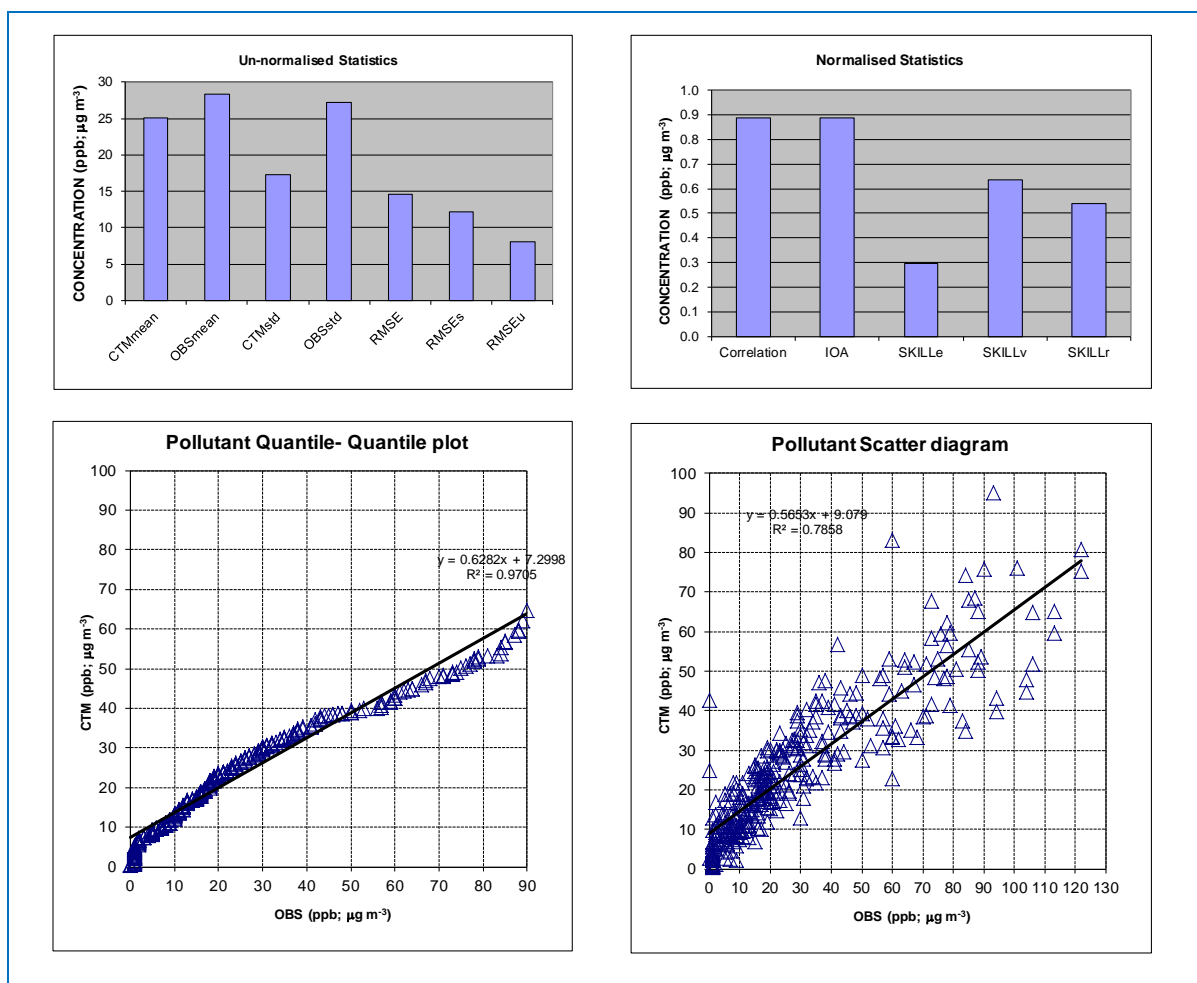 Un-normalised Statistics
CONCENTRATION (ppb; µg m-3)
30
25
20
15
10
5
0
CTMmean
OBSmean
CTMstd
OBSstd
RMSE
RMSEs
RMSEu
Normalised Statistics
CONCENTRATION (ppb; µg m-3)
1.0
0.9
0.8
0.7
0.6
0.5
0.4
0.3
0.2
0.1
0.0
Correlation IOA SKILLe SKILLv SKILLr
Pollutant Quantile- Quantile plot
CTM (ppb; µg m-3)
100
90
80
70
60
50
40
30
20
10
0
y = 0.6282x + 7.2998
R² = 0.9705
0 10 20 30 40 50 60 70 80 90
OBS (ppb; µg m-3)
Pollutant Scatter diagram
CTM (ppb; µg m-3)
100
90
80
70
60
50
40
30
20
10
0
y = 0.5653x + 9.079
R² = 0.7858
0 10 20 30 40 50 60 70 80 90 100 110 120 130
OBS (ppb; µg m-3)